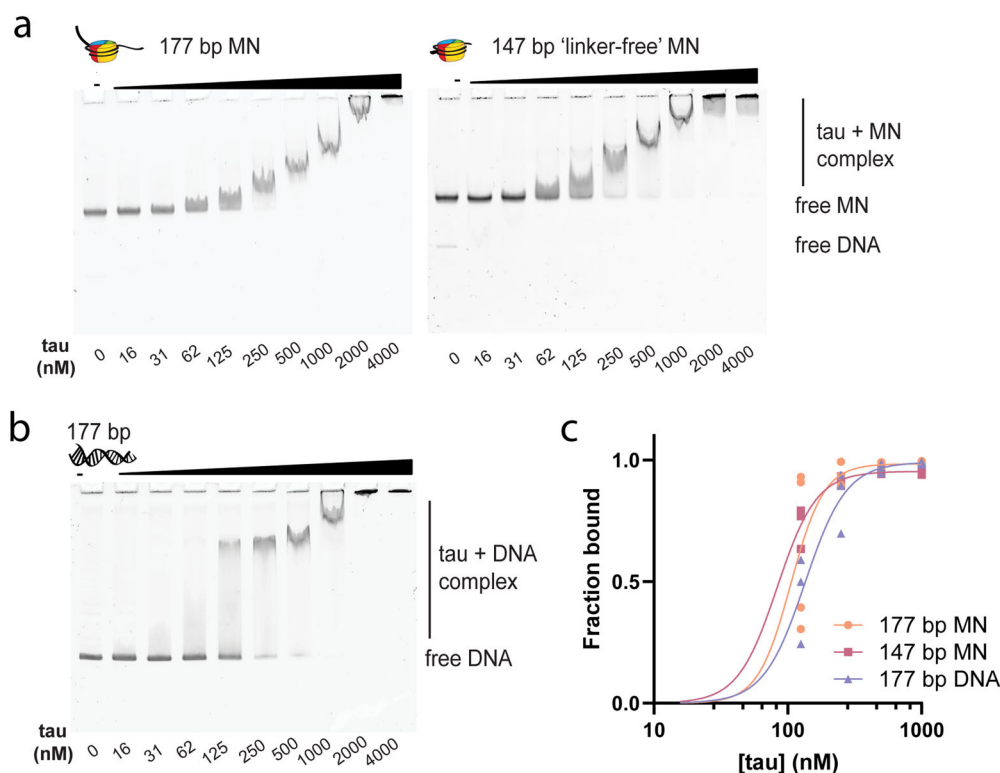 a
177 bp MN
147 bp 'linker-free' MN
-
-
tau + MN
complex
free MN
free DNA
tau
(nM)
0 16 31 62 125 250 500 1000 2000 4000
0 16 31 62 125 250 500 1000 2000 4000
b
177 bp
-
tau + DNA
complex
free DNA
tau
(nM)
0 16 31 62 125 250 500 1000 2000 4000
c
Fraction bound
1.0
0.5
0.0
177 bp MN
147 bp MN
177 bp DNA
10 100 1000
[tau] (nM)